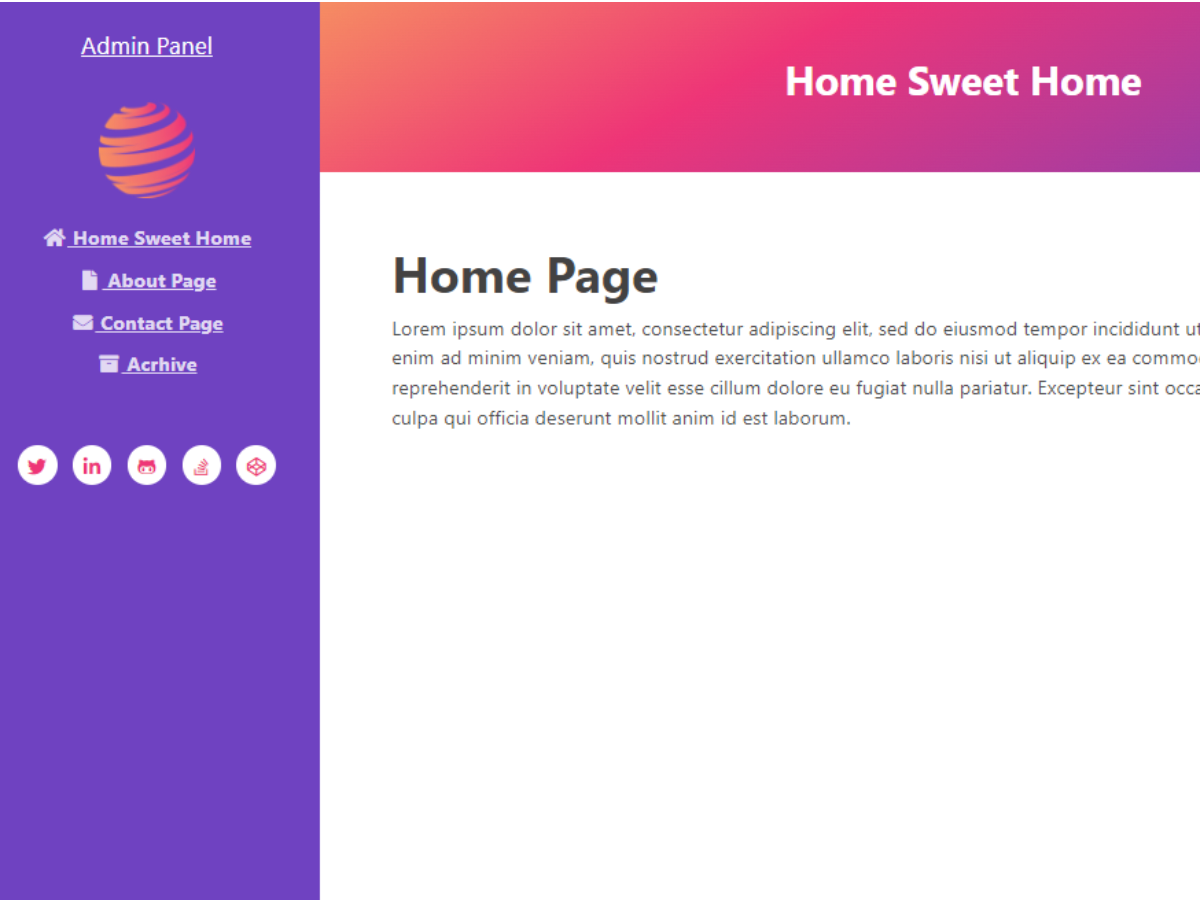 Admin Panel
Home Sweet Home
About Page
Contact Page
Acrhive
in
Home Sweet Home
Home Page
Lorem ipsum dolor sit amet, consectetur adipiscing elit, sed do eiusmod tempor incididunt ut
enim ad minim veniam, quis nostrud exercitation ullamco laboris nisi ut aliquip ex ea
reprehenderit in voluptate velit esse cillum dolore eu fugiat nulla pariatur. Excepteur sint
culpa qui officia deserunt mollit anim id est laborum.